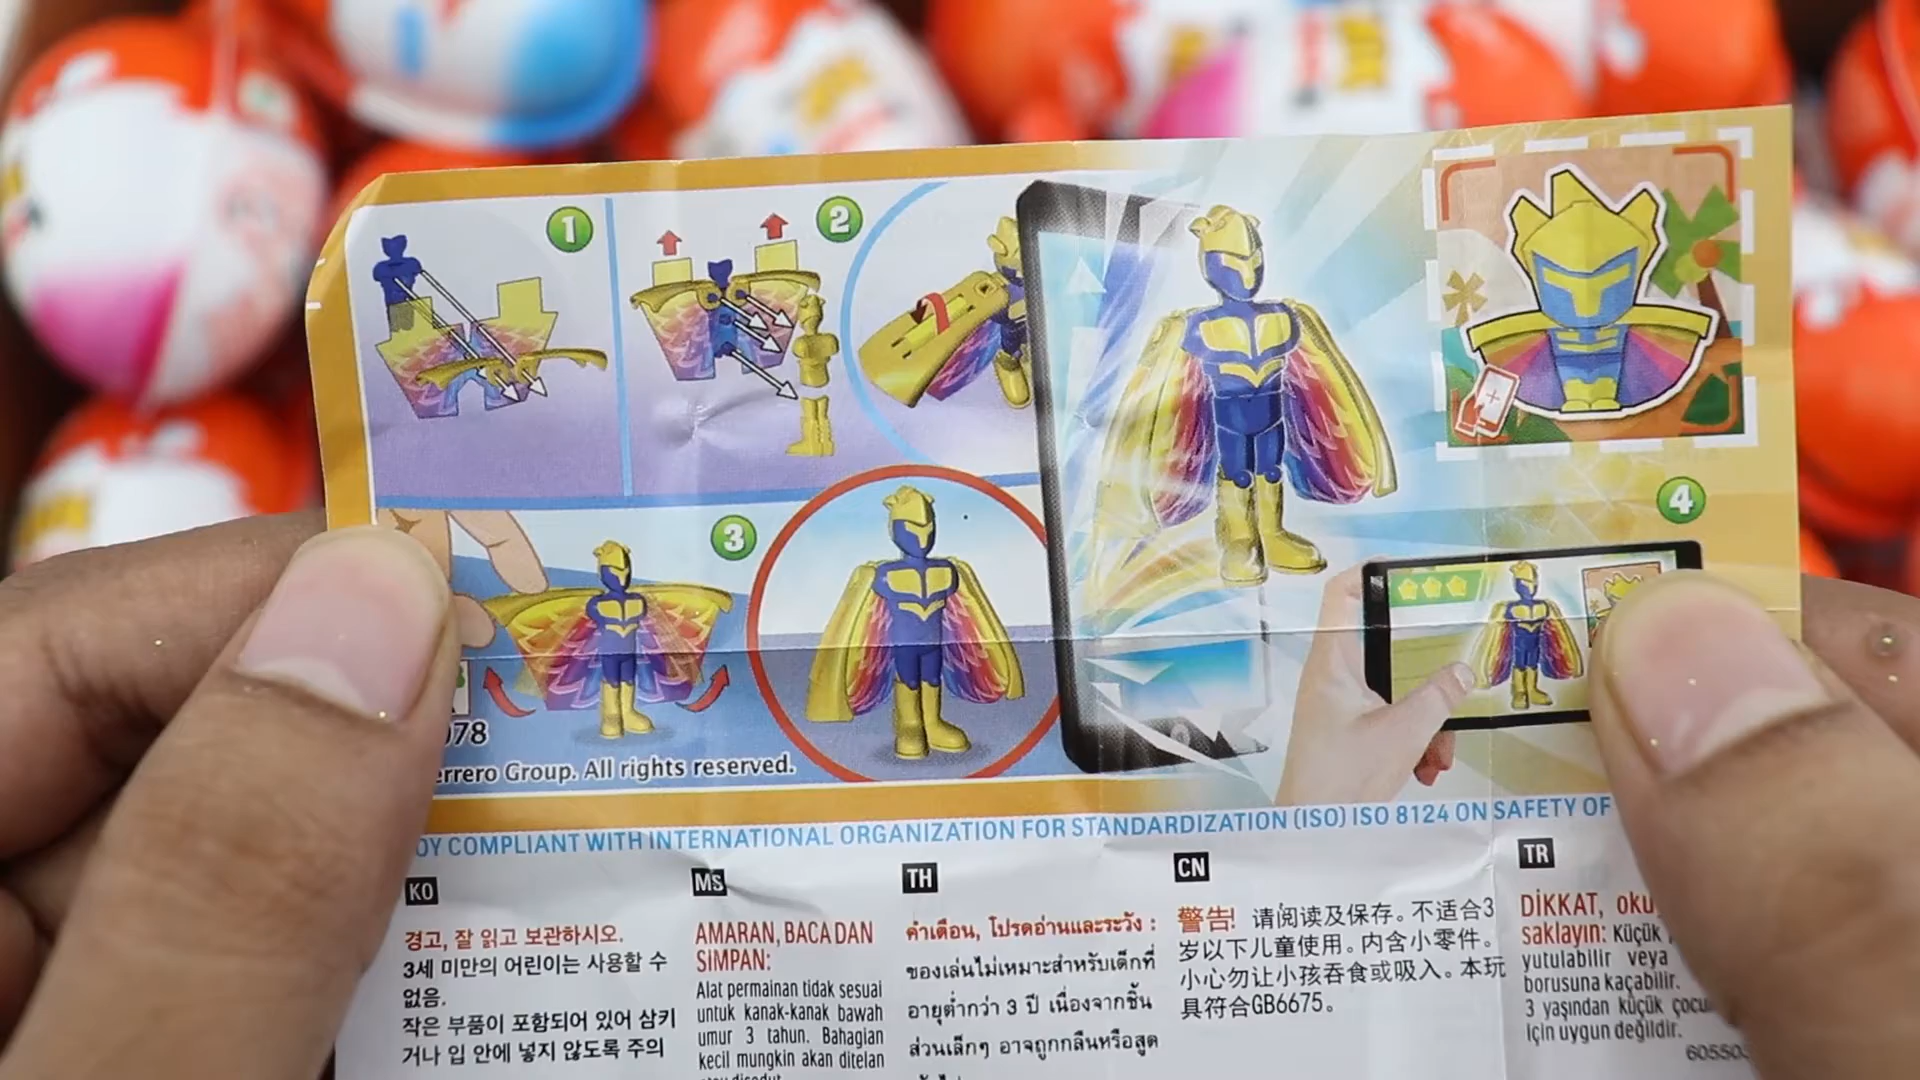 1
2
3
4
078
errero Group. All rights reserved.
OY COMPLIANT WITH INTERNATIONAL ORGANIZATION FOR STANDARDIZATION (ISO) ISO 8124 ON SAFETY OF
KO
경고, 잘 읽고 보관하시오.
3세 미만의 어린이는 사용할 수
없음.
작은 부품이 포함되어 있어 삼키
거나 입 안에 넣지 않도록 주의
MS
AMARAN, BACA DAN
SIMPAN:
Alat permainan tidak sesuai
untuk kanak-kanak bawah
umur 3 tahun. Bahagian
kecil mungkin akan ditelan
TH
คำเตือน, โปรดอ่านและระวัง :
ของเล่นไม่เหมาะสำหรับเด็กที่
อายุต่ำกว่า 3 ปี เนื่องจากชิ้น
ส่วนเล็กๆ อาจถูกกลืนหรือสูด
CN
警告! 请阅读及保存。不适合3
岁以下儿童使用。内含小零件。
小心勿让小孩吞食或吸入。本玩
具符合GB6675。
TR
DİKKAT, oku
saklayın: Küçük
yutulabilir veya
borusuna kaçabilir.
3 yaşından küçük çocu
için uygun değildir.
60550